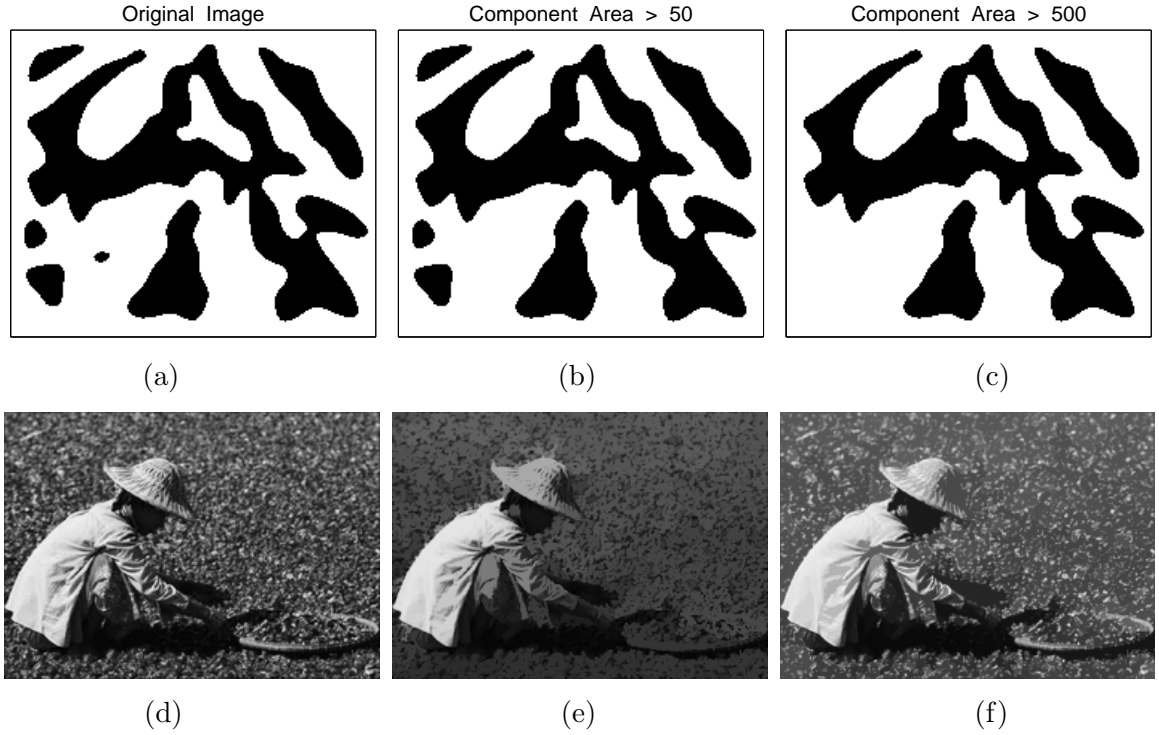 Original Image
Component Area > 50
Component Area > 500
(a)
(b)
(c)
(d)
(e)
(f)